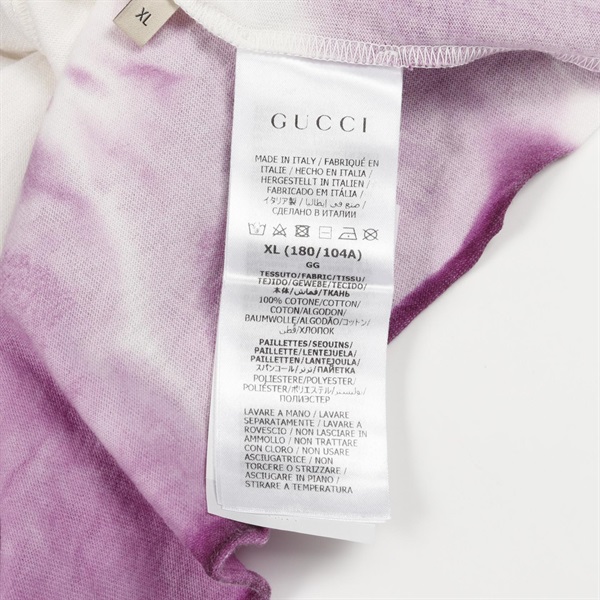 XL
GUCCI
MADE IN ITALY / FABRIQUÉ EN
ITALIE / HECHO EN ITALIA /
HERGESTELLT IN ITALIEN /
FABRICADO EM ITÁLIA /
イタリア製 / صنع في إيطاليا /
СДЕЛАНО В ИТАЛИИ
XL (180/104A)
GG
TESSUTO/FABRIC/TISSU/
TEJIDO/GEWEBE/TECIDO/
本体/قماش/ТКАНЬ
100% COTONE/COTTON/
COTON/ALGODON/
BAUMWOLLE/ALGODÃO/コットン/
قطن/ХЛОПОК
PAILLETTES/SEQUINS/
PAILLETTE/LENTEJUELA/
PAILLETTEN/LANTEJOULA/
スパンコール/ترتر/ПАЙЕТКИ
POLIESTERE/POLYESTER/
POLIÉSTER/ポリエステル/بوليستر/
ПОЛИЭСТЕР
LAVARE A MANO / LAVARE
SEPARATAMENTE / LAVARE A
ROVESCIO / NON LASCIARE IN
AMMOLLO / NON TRATTARE
CON CLORO / NON USARE
ASCIUGATRICE / NON
TORCERE O STRIZZARE /
ASCIUGARE IN PIANO /
STIRARE A TEMPERATURA